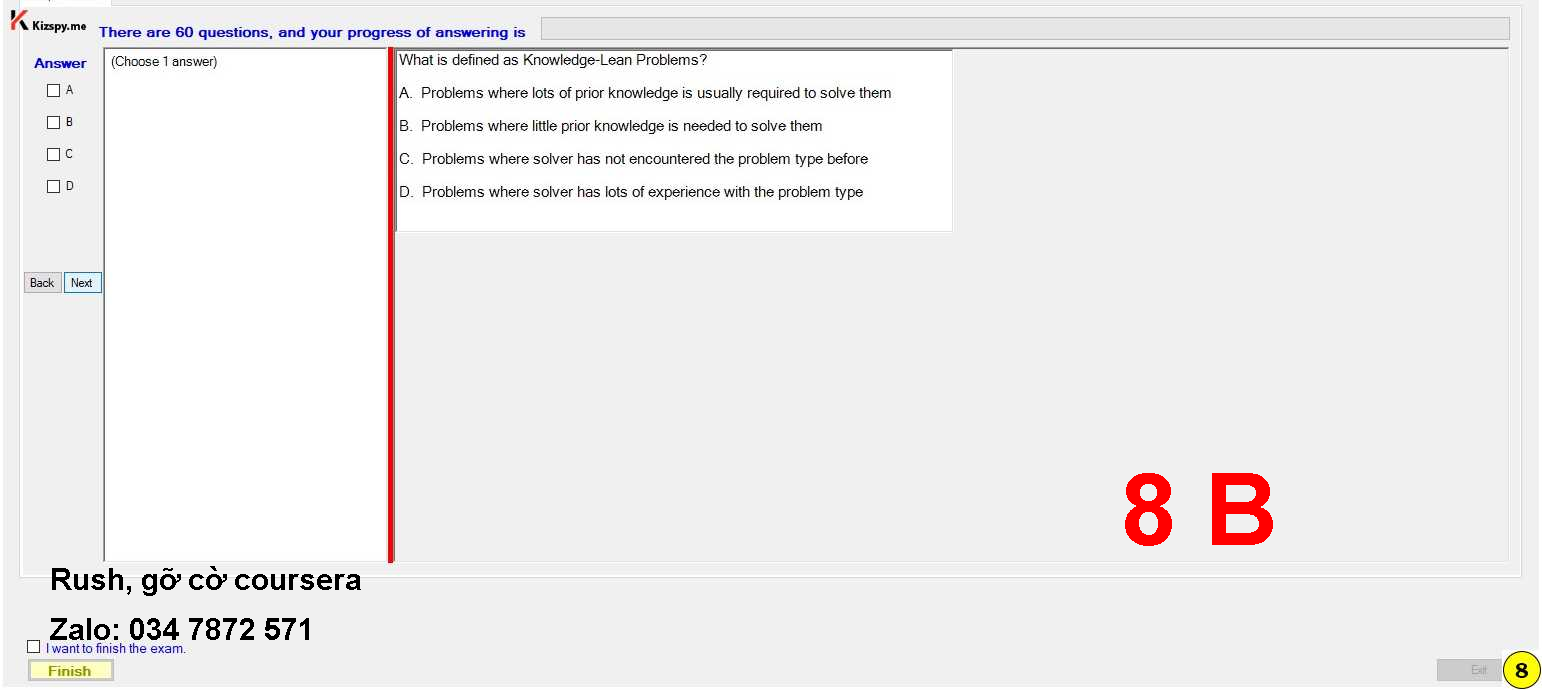 Kizspy.me
There are 60 questions, and your progress of answering is
Answer
(Choose 1 answer)
A
B
C
D
Back
Next
What is defined as Knowledge-Lean Problems?
A. Problems where lots of prior knowledge is usually required to solve them
B. Problems where little prior knowledge is needed to solve them
C. Problems where solver has not encountered the problem type before
D. Problems where solver has lots of experience with the problem type
8 B
Rush, gỡ cờ coursera
Zalo: 034 7872 571
I want to finish the exam.
Finish
Exit
8